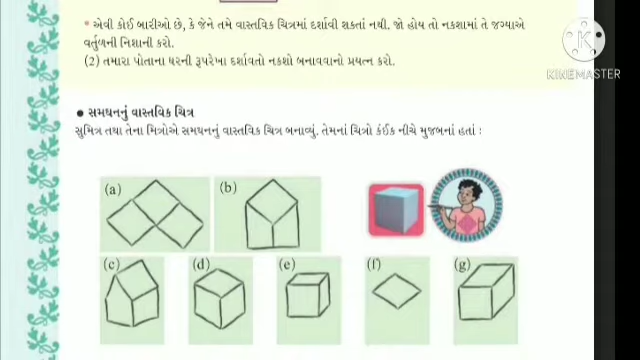 * એવી કોઈ બારીઓ છે, કે જેને તમે વાસ્તવિક ચિત્રમાં દર્શાવી શકતાં નથી. જો હોય તો નકશામાં તે જગ્યાએ
વર્તુળની નિશાની કરો.
(2) તમારા પોતાના ઘરની રૂપરેખા દર્શાવતો નકશો બનાવવાનો પ્રયત્ન કરો.
KINEMASTER
● સમઘનનું વાસ્તવિક ચિત્ર
સુમિત્ર તથા તેના મિત્રોએ સમઘનનું વાસ્તવિક ચિત્ર બનાવ્યું. તેમનાં ચિત્રો કંઈક નીચે મુજબનાં હતાં :
(a) (b)
(c) (d) (e) (f) (g)